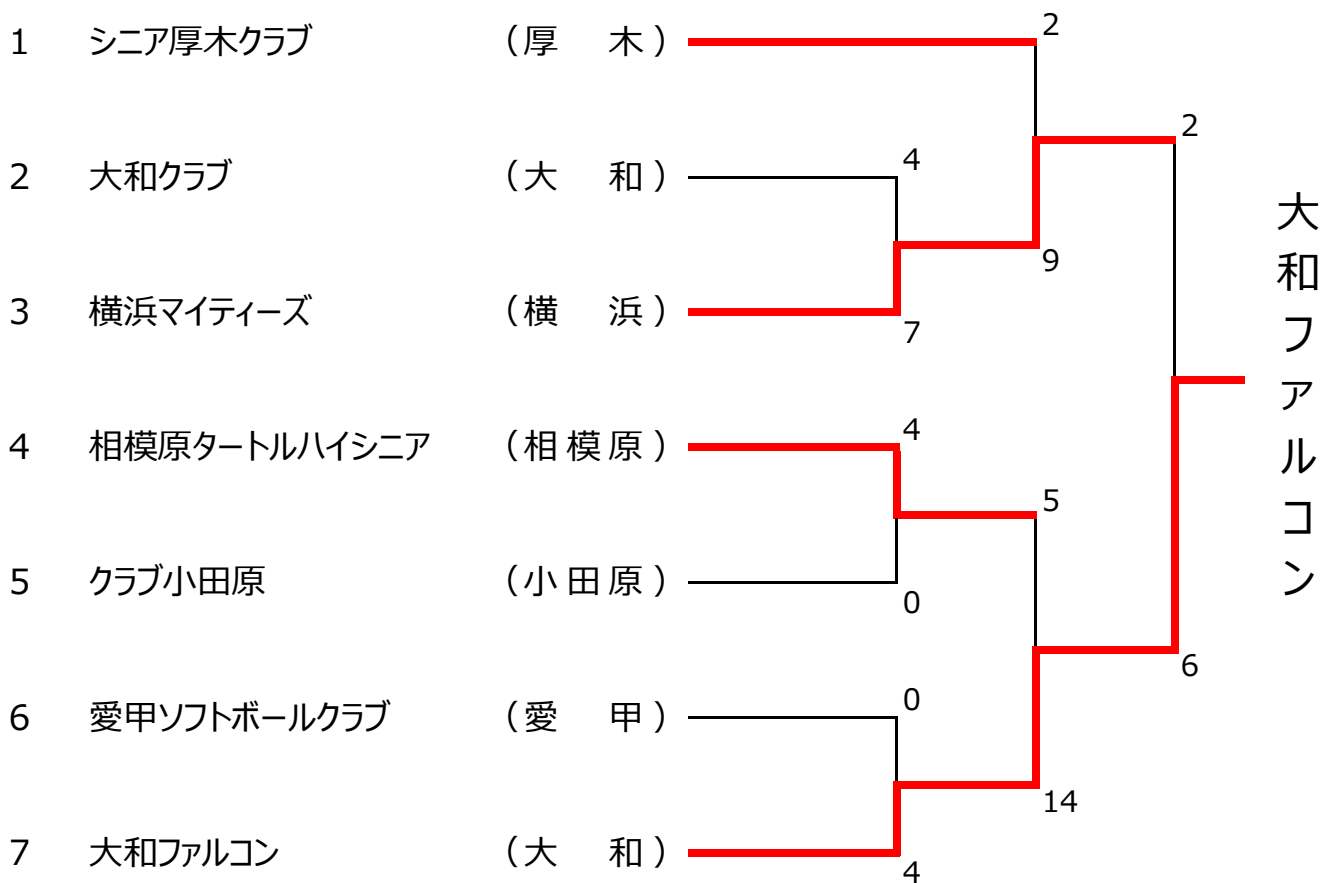 1 シニア厚木クラブ （厚 木） 2
2
2 大和クラブ （大 和） 4
9
3 横浜マイティーズ （横 浜） 7
大和ファルコン
4 相模原タートルハイシニア （相模原） 4
5
5 クラブ小田原 （小田原） 0
6
6 愛甲ソフトボールクラブ （愛 甲） 0
14
7 大和ファルコン （大 和） 4